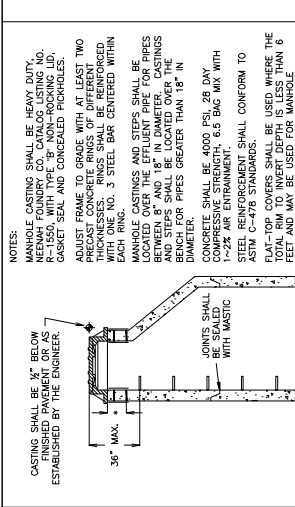 NOTES:
MANHOLE CASTING SHALL BE HEAVY DUTY,
NEENAH FOUNDRY CO. CATALOG LISTING NO.
R-1550, WITH TYPE 'B' NON-ROCKING LID,
GASKET SEAL AND CONCEALED PICKHOLES.
ADJUST FRAME TO GRADE WITH AT LEAST TWO
PRECAST CONCRETE RINGS OF DIFFERENT
THICKNESSES. RINGS SHALL BE REINFORCED
WITH ONE NO. 3 STEEL BAR CENTERED WITHIN
EACH RING.
MANHOLE CASTINGS AND STEPS SHALL BE
LOCATED OVER THE EFFLUENT PIPE FOR PIPES
BETWEEN 8" AND 18" IN DIAMETER. CASTINGS
AND STEPS SHALL BE LOCATED OVER THE
BENCH FOR PIPES GREATER THAN 18" IN
DIAMETER.
CONCRETE SHALL BE 4000 PSI, 28 DAY
COMPRESSIVE STRENGTH, 6.5 BAG MIX WITH
1~2% AIR ENTRAINMENT.
STEEL REINFORCEMENT SHALL CONFORM TO
ASTM C-478 STANDARDS.
FLAT-TOP COVERS SHALL BE USED WHERE THE
TOTAL RIM TO INVERT DEPTH IS LESS THAN 6
FEET AND MAY BE USED FOR MANHOLE
CASTING SHALL BE ½" BELOW
FINISHED PAVEMENT OR AS
ESTABLISHED BY THE ENGINEER.
36" MAX.
*
JOINTS SHALL
BE SEALED
WITH MASTIC